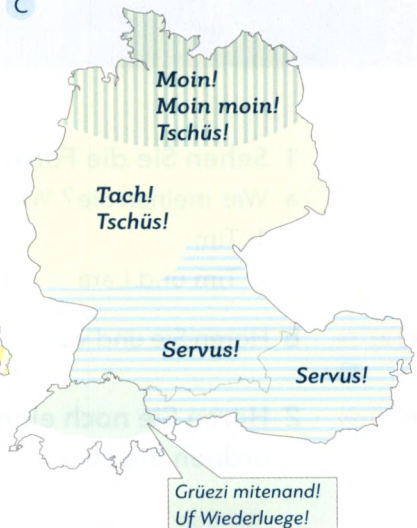 C
Moin!
Moin moin!
Tschüs!
Tach!
Tschüs!
Servus!
Servus!
Grüezi mitenand!
Uf Wiederluege!